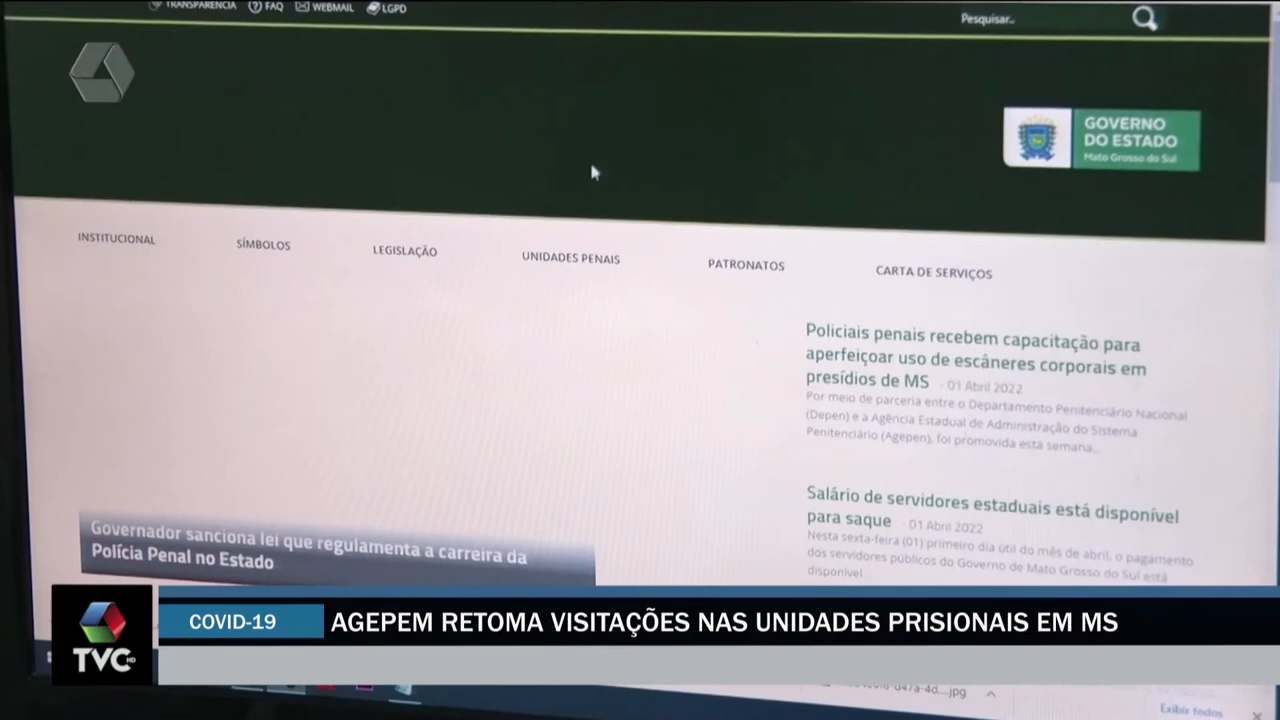 TRANSPARÊNCIA FAQ WEBMAIL LGPD
Pesquisar..
GOVERNO
DO ESTADO
Mato Grosso do Sul
INSTITUCIONAL SÍMBOLOS LEGISLAÇÃO UNIDADES PENAIS PATRONATOS CARTA DE SERVIÇOS
Policiais penais recebem capacitação para
aperfeiçoar uso de escâneres corporais em
presídios de MS - 01 Abril 2022
Por meio de parceria entre o Departamento Penitenciário Nacional
(Depen) e a Agência Estadual de Administração do Sistema
Penitenciário (Agepen), foi promovida esta semana...
Salário de servidores estaduais está disponível
para saque - 01 Abril 2022
Nesta sexta-feira (01) primeiro dia útil do mês de abril, o pagamento
dos servidores públicos do Governo de Mato Grosso do Sul está
disponível...
Governador sanciona lei que regulamenta a carreira da
Polícia Penal no Estado
COVID-19 AGEPEM RETOMA VISITAÇÕES NAS UNIDADES PRISIONAIS EM MS
TVC HD
Exibir todos